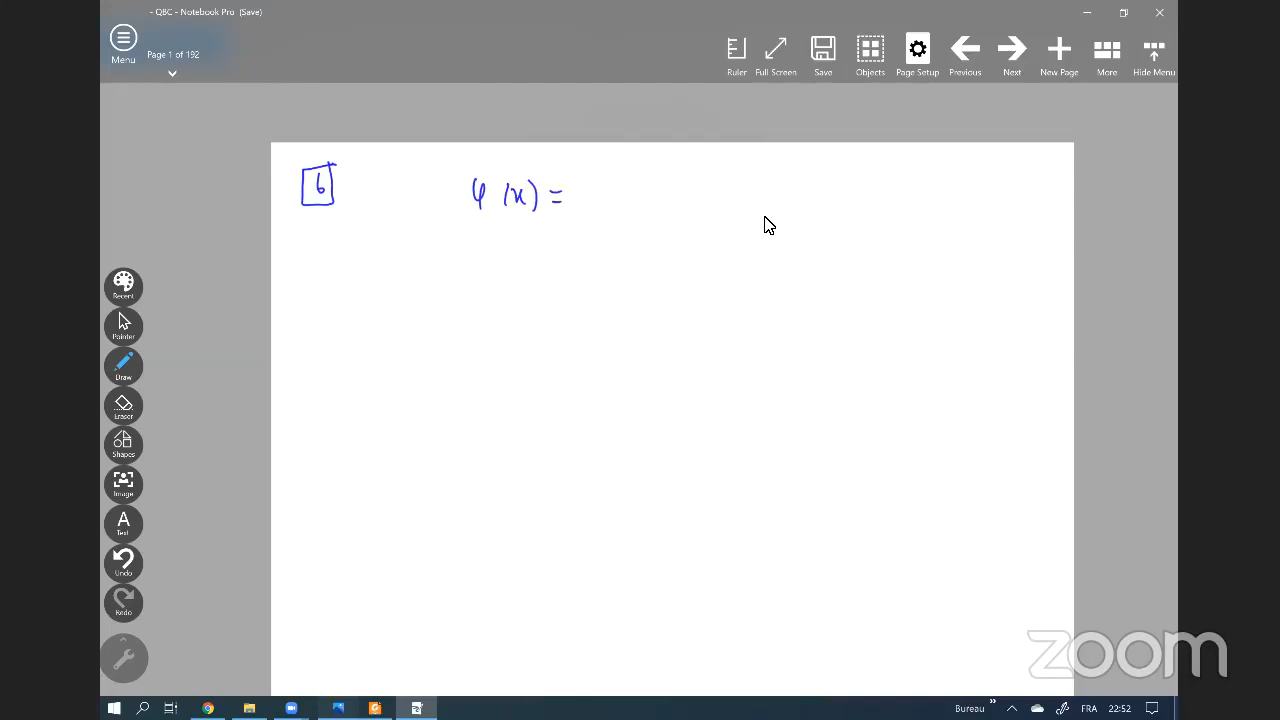 - QBC - Notebook Pro (Save)
Menu
Page 1 of 192
Ruler
Full Screen
Save
Objects
Page Setup
Previous
Next
New Page
More
Hide Menu
6 φ (x) =
Recent
Pointer
Draw
Eraser
Shapes
Image
A
Text
Undo
Redo
zoom
Bureau
»
FRA
22:52